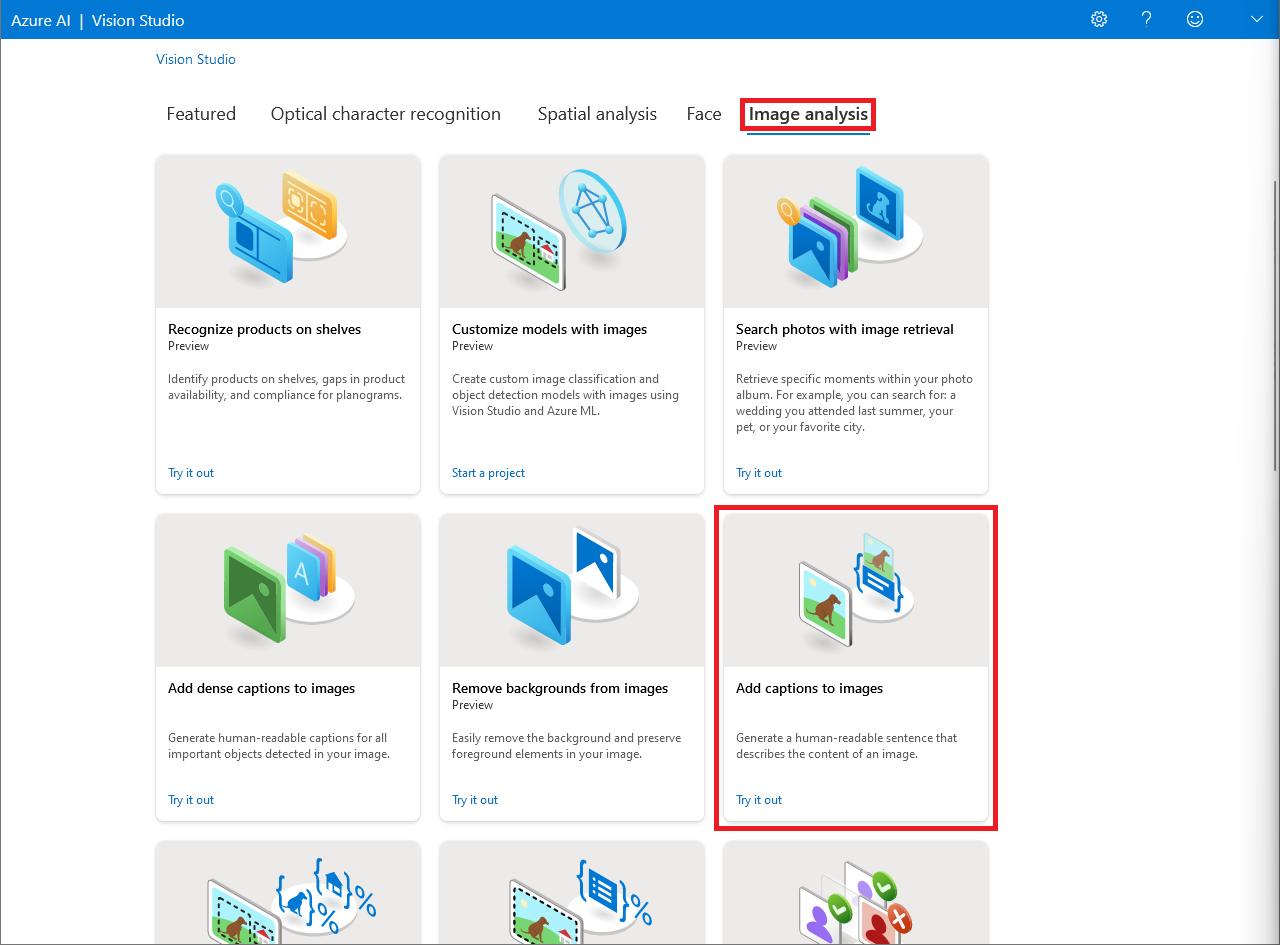 Azure AI | Vision Studio
Vision Studio
Featured Optical character recognition Spatial analysis Face Image analysis
Recognize products on shelves
Preview
Identify products on shelves, gaps in product
availability, and compliance for planograms.
Try it out
Customize models with images
Preview
Create custom image classification and
object detection models with images using
Vision Studio and Azure ML.
Start a project
Search photos with image retrieval
Preview
Retrieve specific moments within your photo
album. For example, you can search for: a
wedding you attended last summer, your
pet, or your favorite city.
Try it out
A
Add dense captions to images
Generate human-readable captions for all
important objects detected in your image.
Try it out
Remove backgrounds from images
Preview
Easily remove the background and preserve
foreground elements in your image.
Try it out
Add captions to images
Generate a human-readable sentence that
describes the content of an image.
Try it out